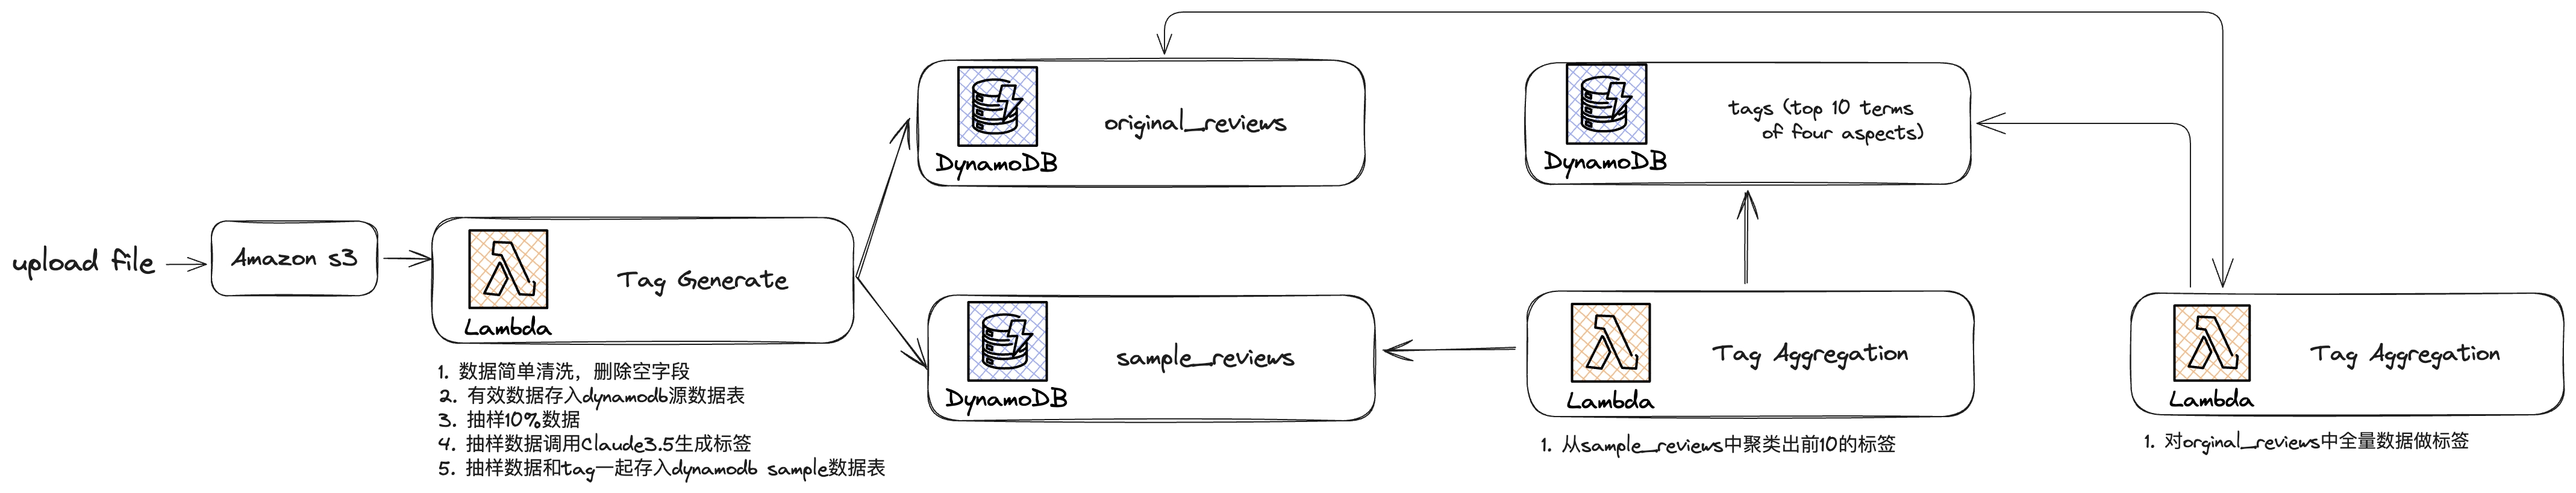 upload file
Amazon s3
Lambda
Tag Generate
1. 数据简单清洗，删除空字段
2. 有效数据存入dynamodb源数据表
3. 抽样10%数据
4. 抽样数据调用Claude3.5生成标签
5. 抽样数据和tag一起存入dynamodb sample数据表
DynamoDB
original_reviews
DynamoDB
sample_reviews
DynamoDB
tags (top 10 terms
of four aspects)
Lambda
Tag Aggregation
1. 从sample_reviews中聚类出前10的标签
Lambda
Tag Aggregation
1. 对orginal_reviews中全量数据做标签